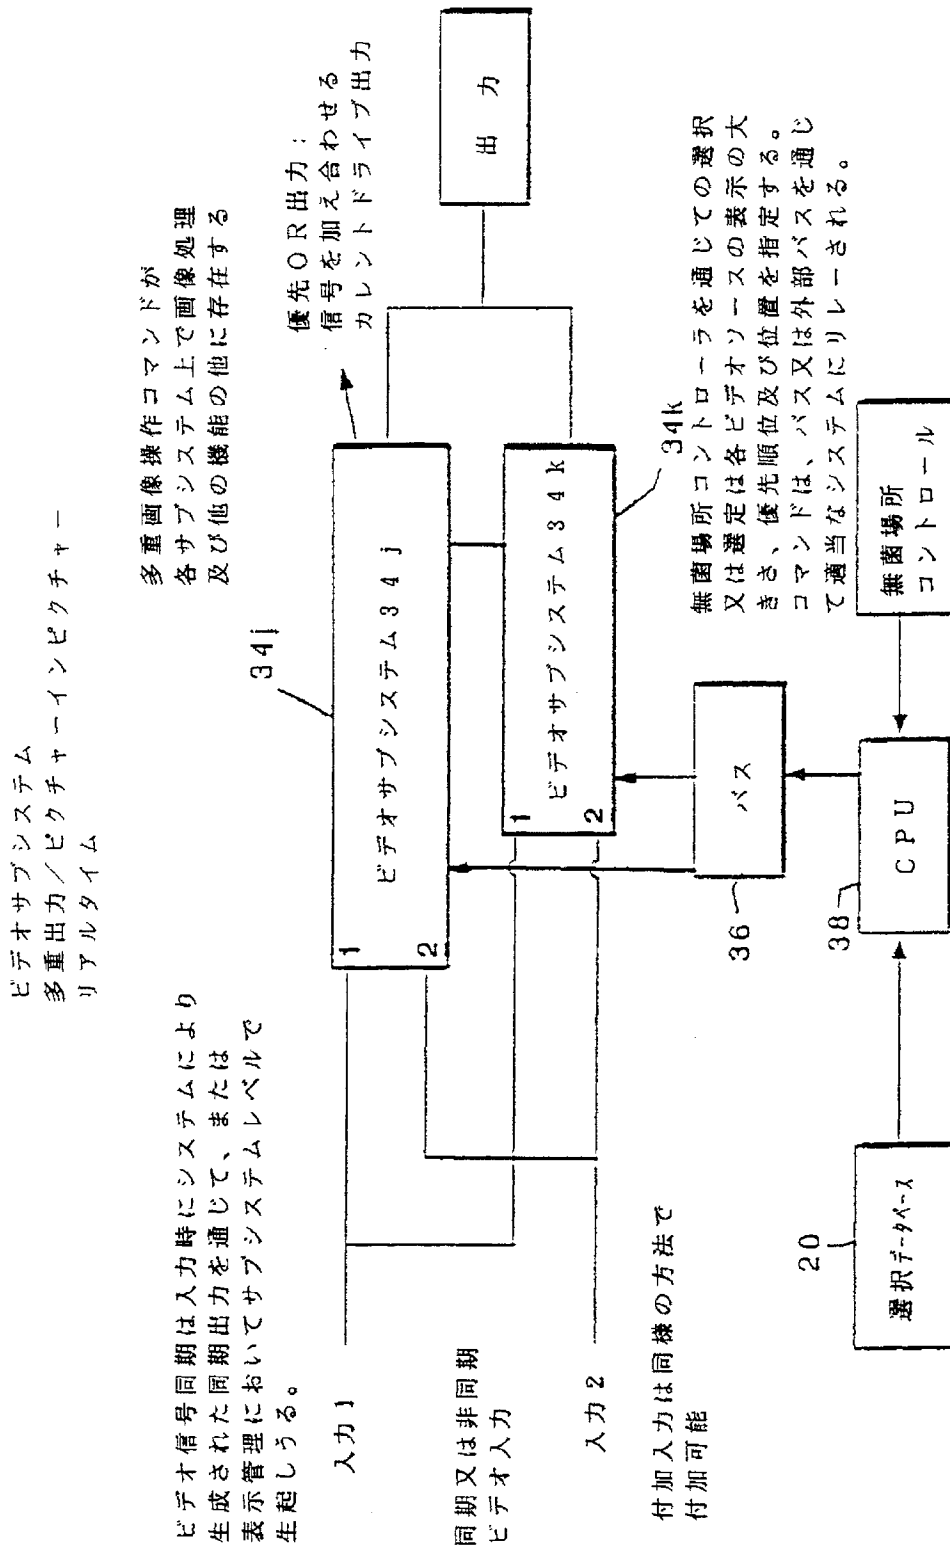 ビデオサブシステム
多重出力／ピクチャーインピクチャー
リアルタイム
ビデオ信号同期は入力時にシステムにより
生成された同期出力を通じて、または
表示管理においてサブシステムレベルで
生起しうる。
多重画像操作コマンドが
各サブシステム上で画像処理
及び他の機能の他に存在する
優先OR出力：
信号を加え合わせる
カレントドライブ出力
34j
入力1
1
2
ビデオサブシステム34j
出力
同期又は非同期
ビデオ入力
入力2
1
2
ビデオサブシステム34k
34k
付加入力は同様の方法で
付加可能
36
バス
無菌場所コントローラを通じての選択
又は選定は各ビデオソースの表示の大
きさ、優先順位及び位置を指定する。
コマンドは、バス又は外部バスを通じ
て適当なシステムにリレーされる。
20
選択データベース
38
CPU
無菌場所
コントロール